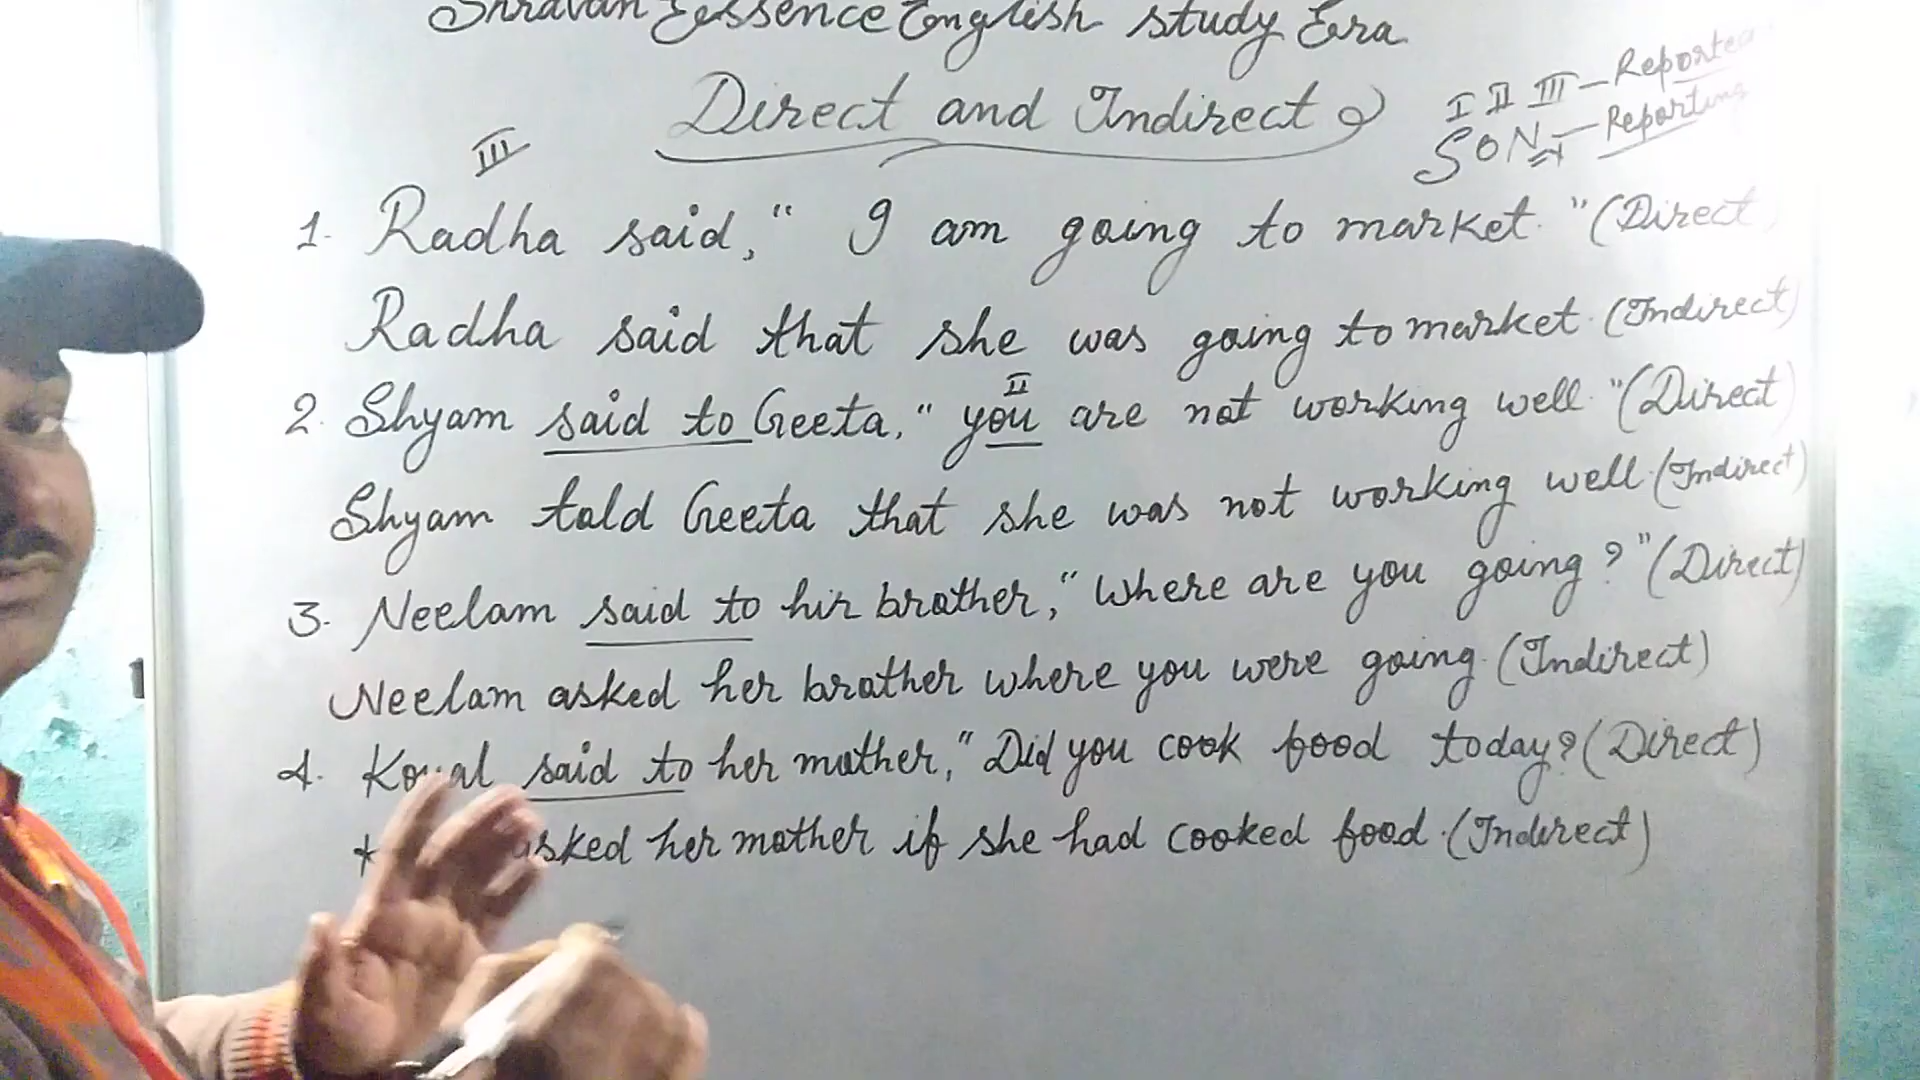 Shravan Essence English Study Era
Direct and Indirect
I II III - Reported
S O N - Reporting
III
1. Radha said, " I am going to market. " (Direct
Radha said that she was going to market. (Indirect)
II
2. Shyam said to Geeta, " you are not working well. " (Direct)
Shyam told Geeta that she was not working well. (Indirect)
3. Neelam said to hir brother, " Where are you going? " (Direct)
Neelam asked her brother where you were going. (Indirect)
4. said to her mother, " Did you cook food today? (Direct)
asked her mother if she had cooked food. (Indirect)